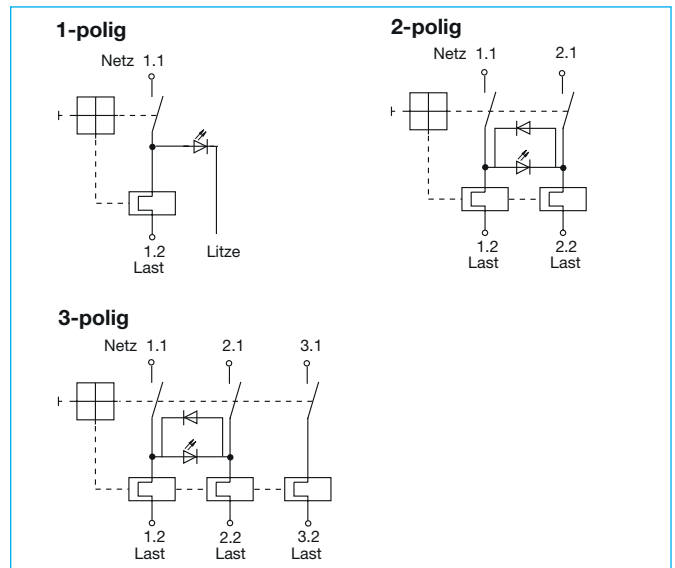 1-polig
Netz 1.1
1.2
Last
Litze
2-polig
Netz 1.1 2.1
1.2 2.2
Last Last
3-polig
Netz 1.1 2.1 3.1
1.2 2.2 3.2
Last Last Last